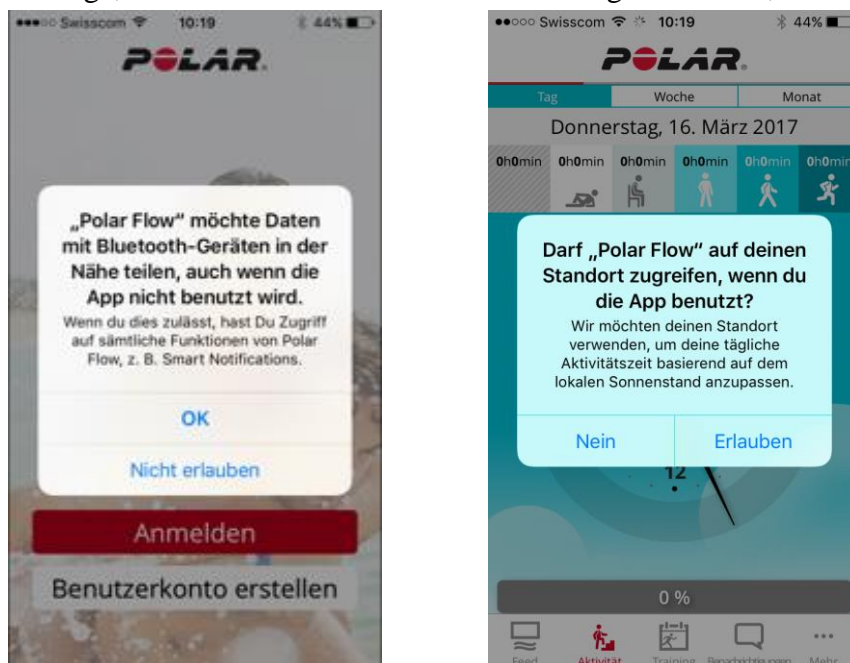 ●●●○○ Swisscom 10:19 44%
POLAR.
„Polar Flow“ möchte Daten
mit Bluetooth-Geräten in der
Nähe teilen, auch wenn die
App nicht benutzt wird.
Wenn du dies zulässt, hast Du Zugriff
auf sämtliche Funktionen von Polar
Flow, z. B. Smart Notifications.
OK
Nicht erlauben
Anmelden
Benutzerkonto erstellen
●●○○○ Swisscom 10:19 44%
POLAR.
Tag Woche Monat
Donnerstag, 16. März 2017
0h0min 0h0min 0h0min 0h0min 0h0min 0h0min
Darf „Polar Flow“ auf deinen
Standort zugreifen, wenn du
die App benutzt?
Wir möchten deinen Standort
verwenden, um deine tägliche
Aktivitätszeit basierend auf dem
lokalen Sonnenstand anzupassen.
Nein Erlauben
12
0 %
Feed Aktivität Training Benachrichtigungen Mehr